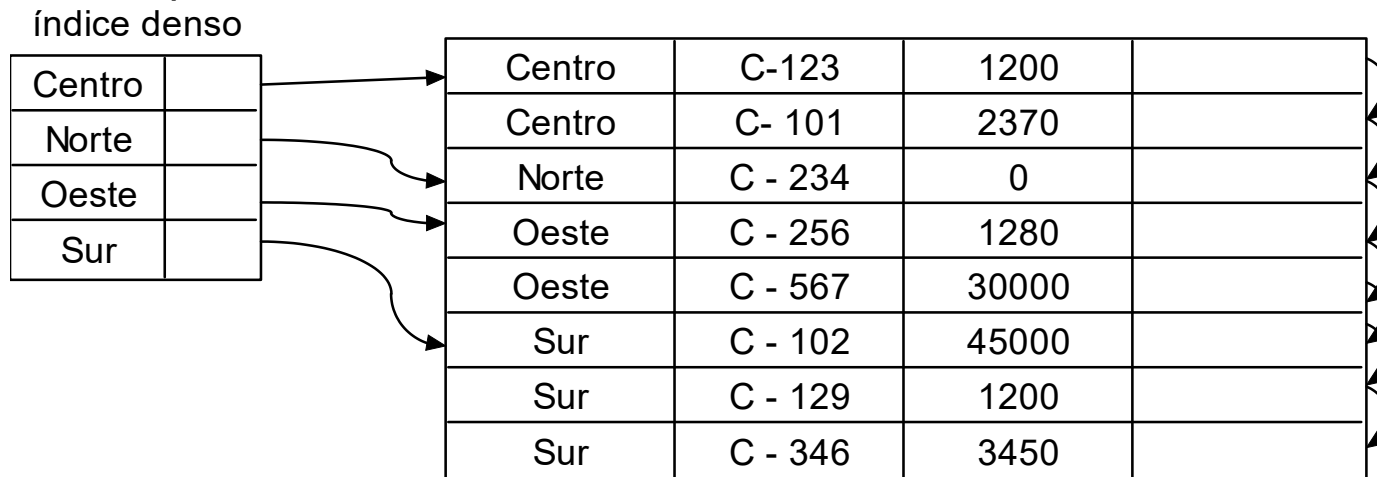 índice denso
Centro
Norte
Oeste
Sur
Centro C-123 1200
Centro C- 101 2370
Norte C - 234 0
Oeste C - 256 1280
Oeste C - 567 30000
Sur C - 102 45000
Sur C - 129 1200
Sur C - 346 3450